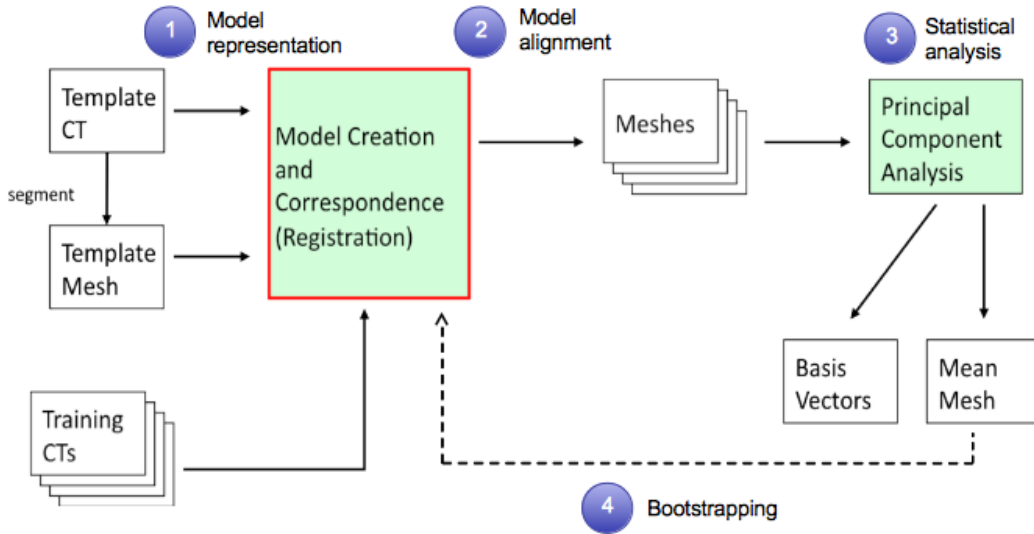 1
Model
representation
2
Model
alignment
3
Statistical
analysis
Template
CT
segment
Template
Mesh
Model Creation
and
Correspondence
(Registration)
Meshes
Principal
Component
Analysis
Basis
Vectors
Mean
Mesh
Training
CTs
4
Bootstrapping